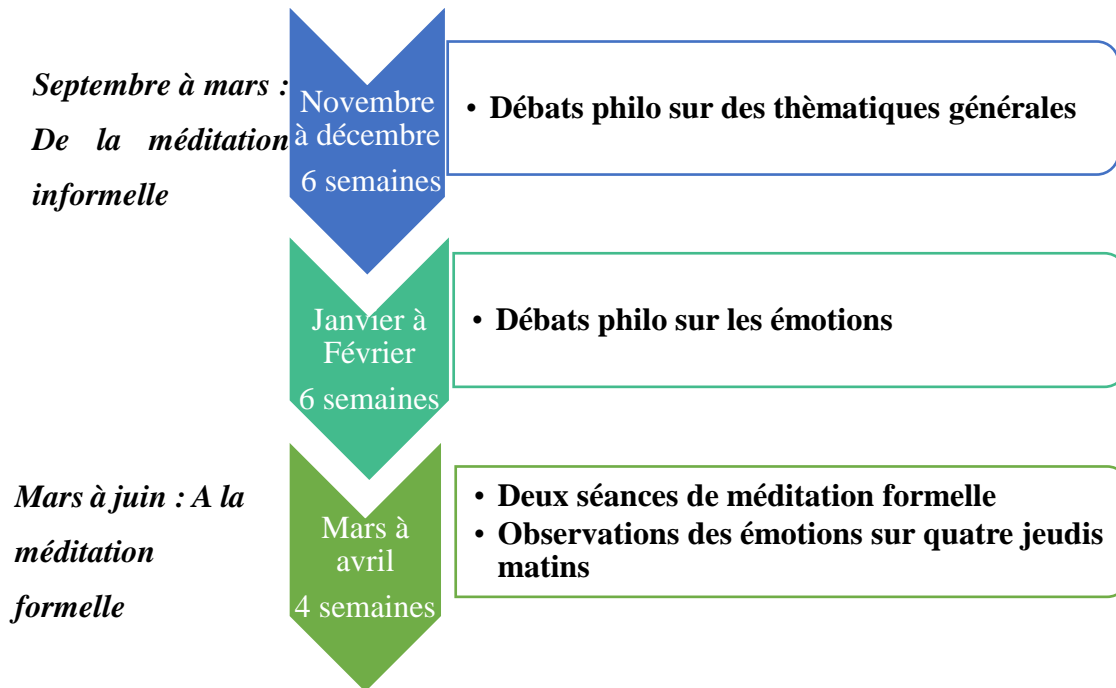 Septembre à mars :
De la méditation
informelle
Novembre
à décembre
6 semaines
• Débats philo sur des thèmatiques générales
Janvier à
Février
6 semaines
• Débats philo sur les émotions
Mars à juin : A la
méditation
formelle
Mars à
avril
4 semaines
• Deux séances de méditation formelle
• Observations des émotions sur quatre jeudis
matins